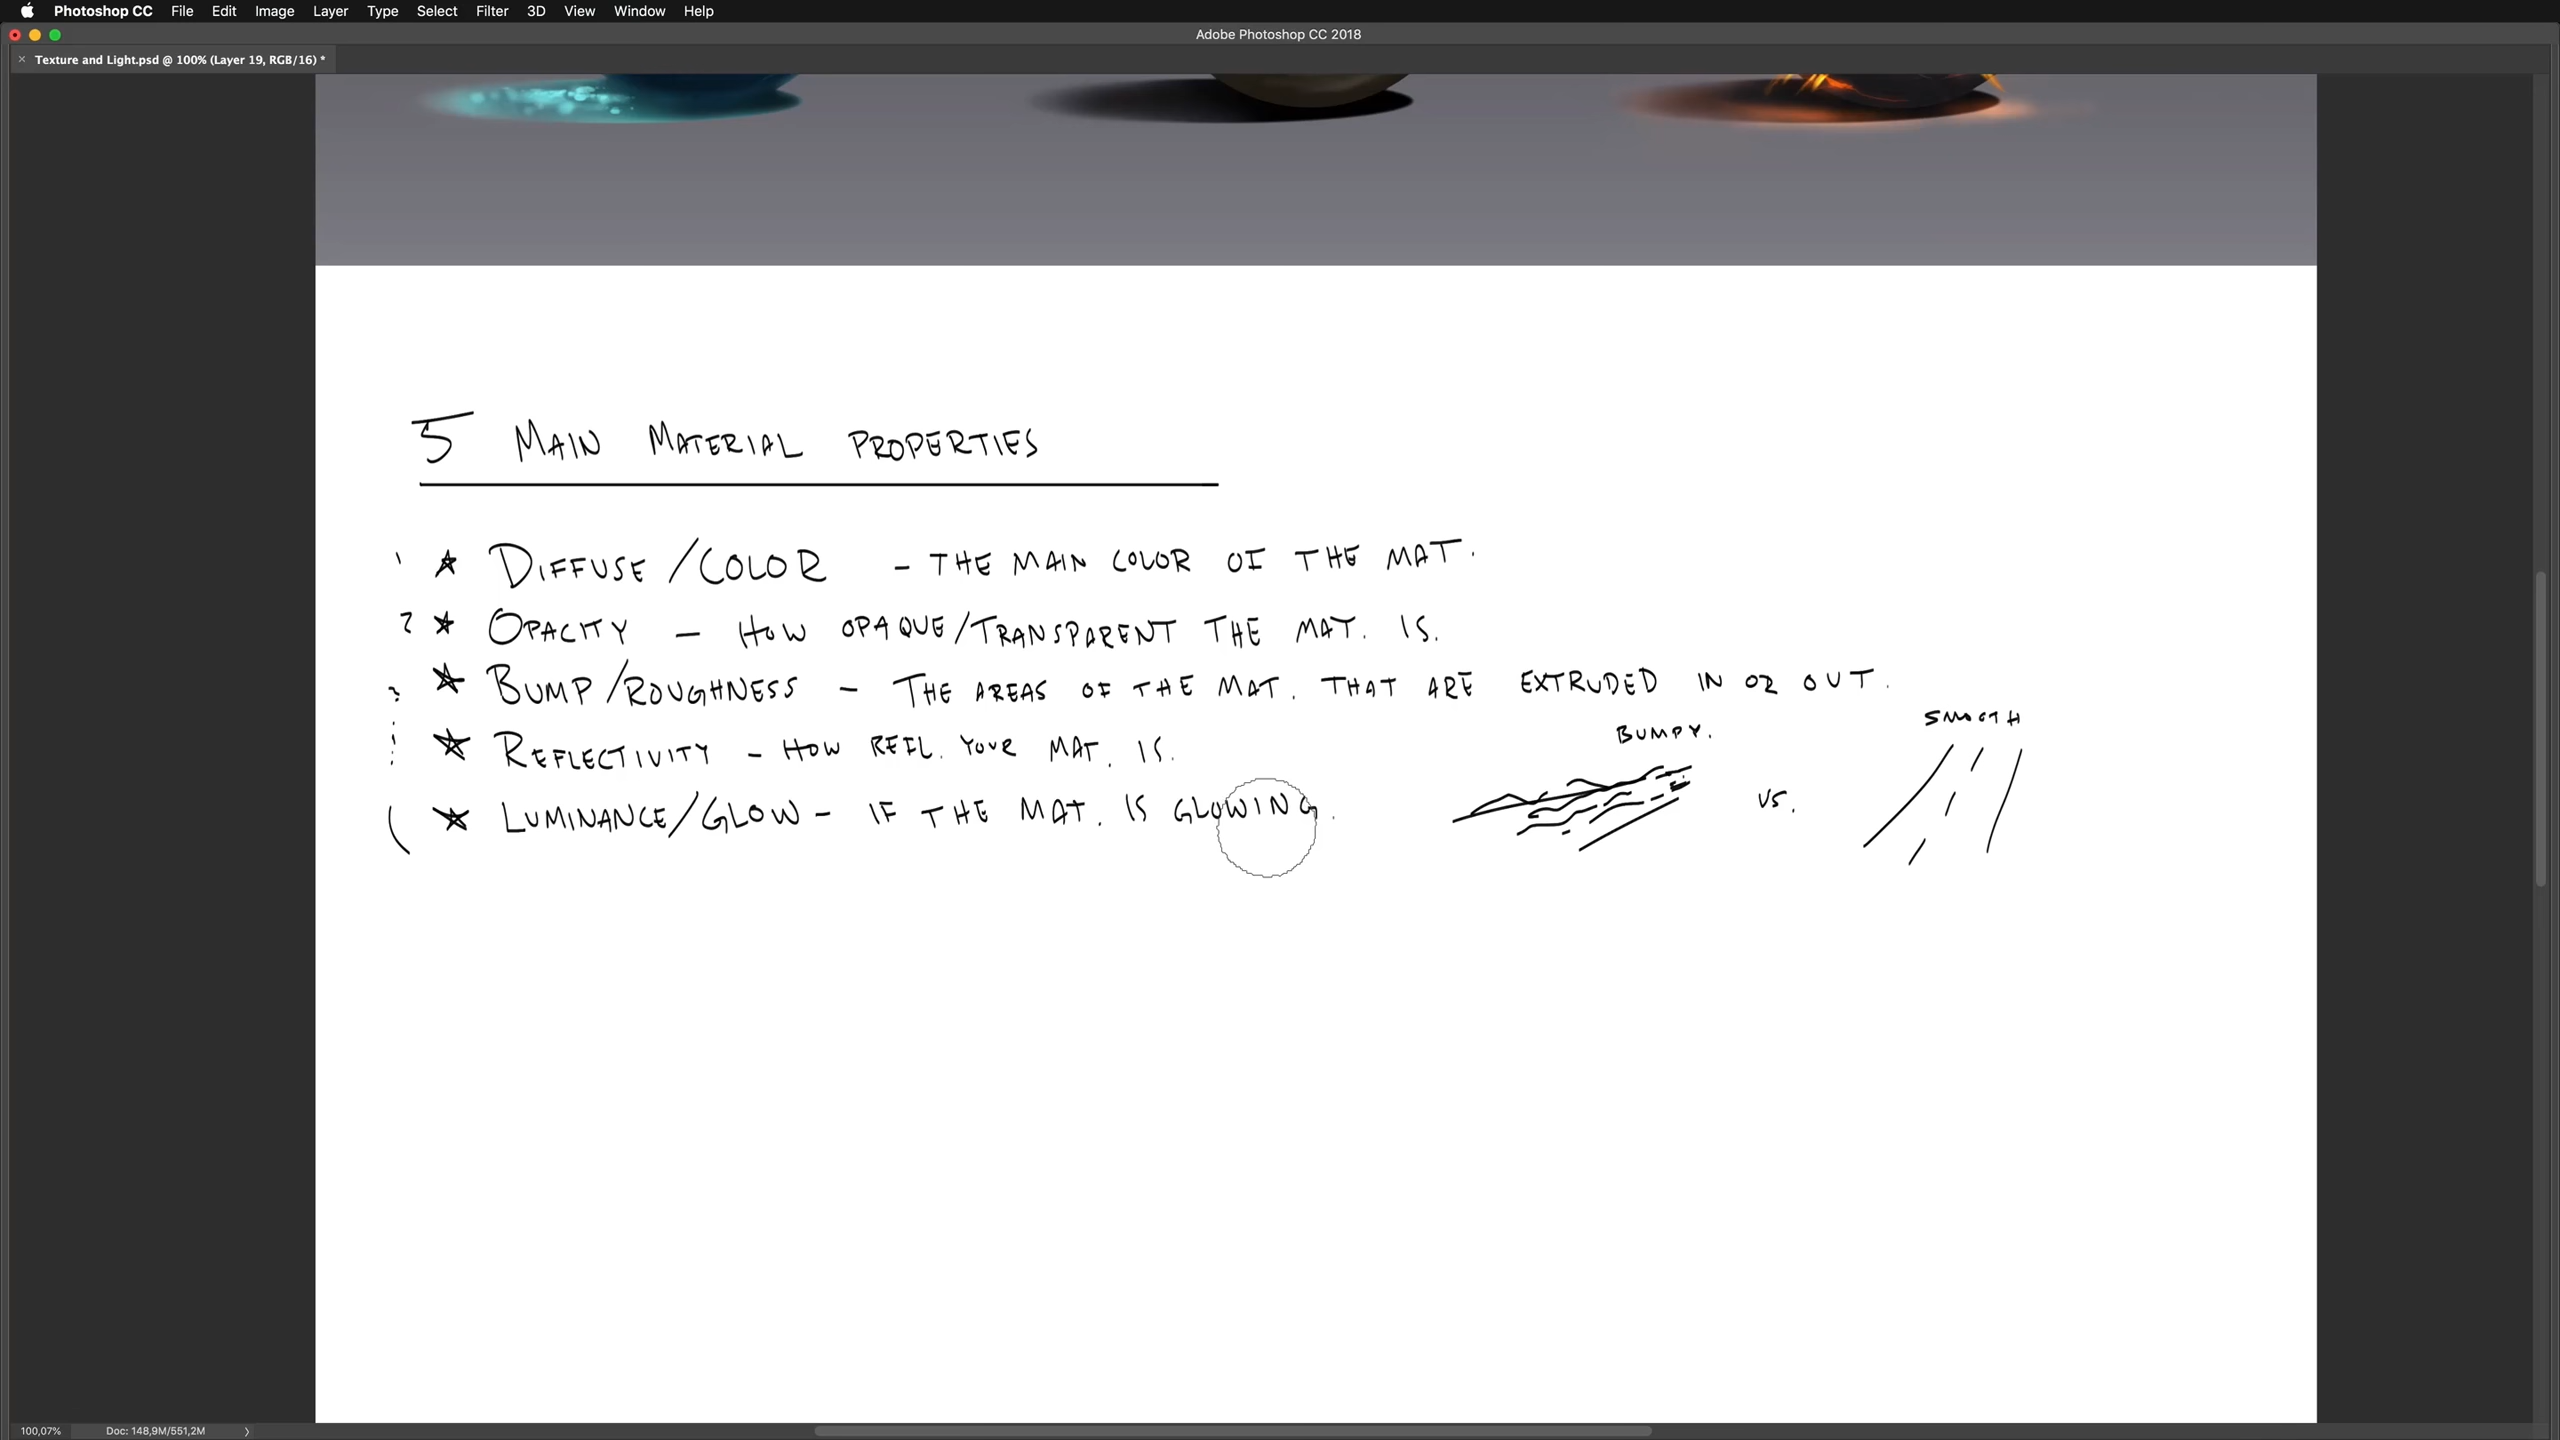 Photoshop CC File Edit Image Layer Type Select Filter 3D View Window Help
Adobe Photoshop CC 2018
× Texture and Light.psd @ 100% (Layer 19, RGB/16) *
5 MAIN MATERIAL PROPERTIES
★ DIFFUSE/COLOR - THE MAIN COLOR OF THE MAT.
★ OPACITY - HOW OPAQUE/TRANSPARENT THE MAT. IS.
★ BUMP/ROUGHNESS - THE AREAS OF THE MAT. THAT ARE EXTRUDED IN OR OUT.
BUMPY. VS. SMOOTH
★ REFLECTIVITY - HOW REFL. YOUR MAT. IS.
★ LUMINANCE/GLOW - IF THE MAT. IS GLOWING.
100,07% Doc: 148,9M/551,2M >